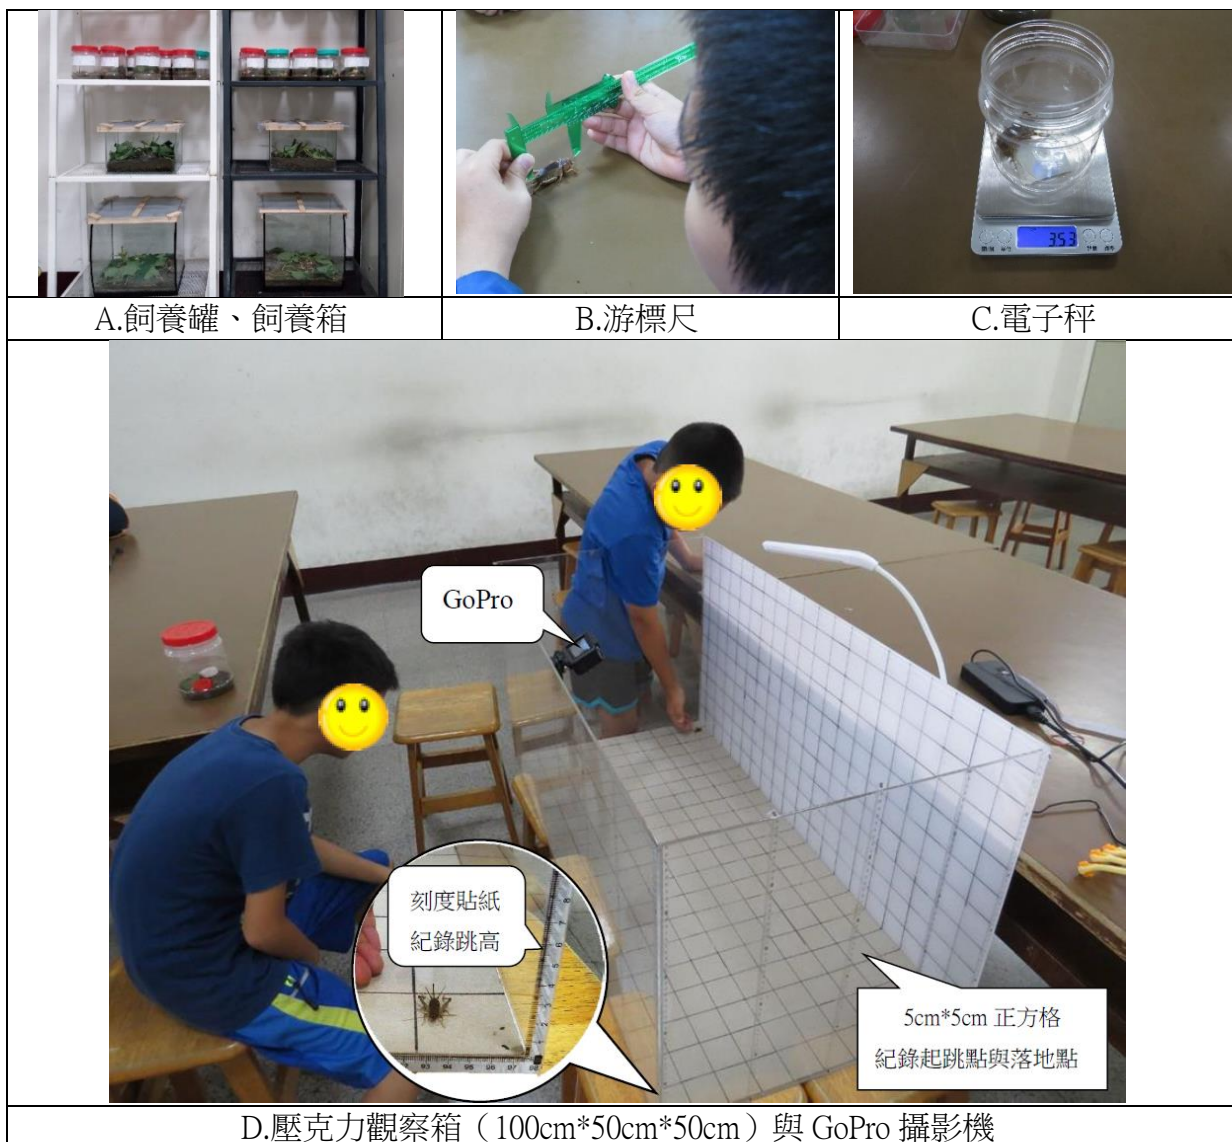 353
A.飼養罐、飼養箱
B.游標尺
C.電子秤
GoPro
刻度貼紙
紀錄跳高
5cm*5cm 正方格
紀錄起跳點與落地點
D.壓克力觀察箱（100cm*50cm*50cm）與 GoPro 攝影機